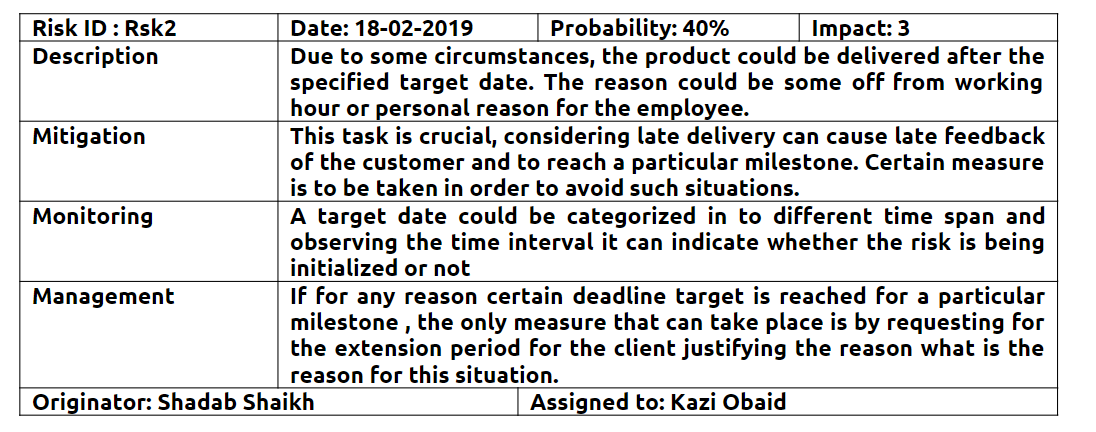 Risk ID : Rsk2 Date: 18-02-2019 Probability: 40% Impact: 3
Description Due to some circumstances, the product could be delivered after the
specified target date. The reason could be some off from working
hour or personal reason for the employee.
Mitigation This task is crucial, considering late delivery can cause late feedback
of the customer and to reach a particular milestone. Certain measure
is to be taken in order to avoid such situations.
Monitoring A target date could be categorized in to different time span and
observing the time interval it can indicate whether the risk is being
initialized or not
Management If for any reason certain deadline target is reached for a particular
milestone , the only measure that can take place is by requesting for
the extension period for the client justifying the reason what is the
reason for this situation.
Originator: Shadab Shaikh Assigned to: Kazi Obaid